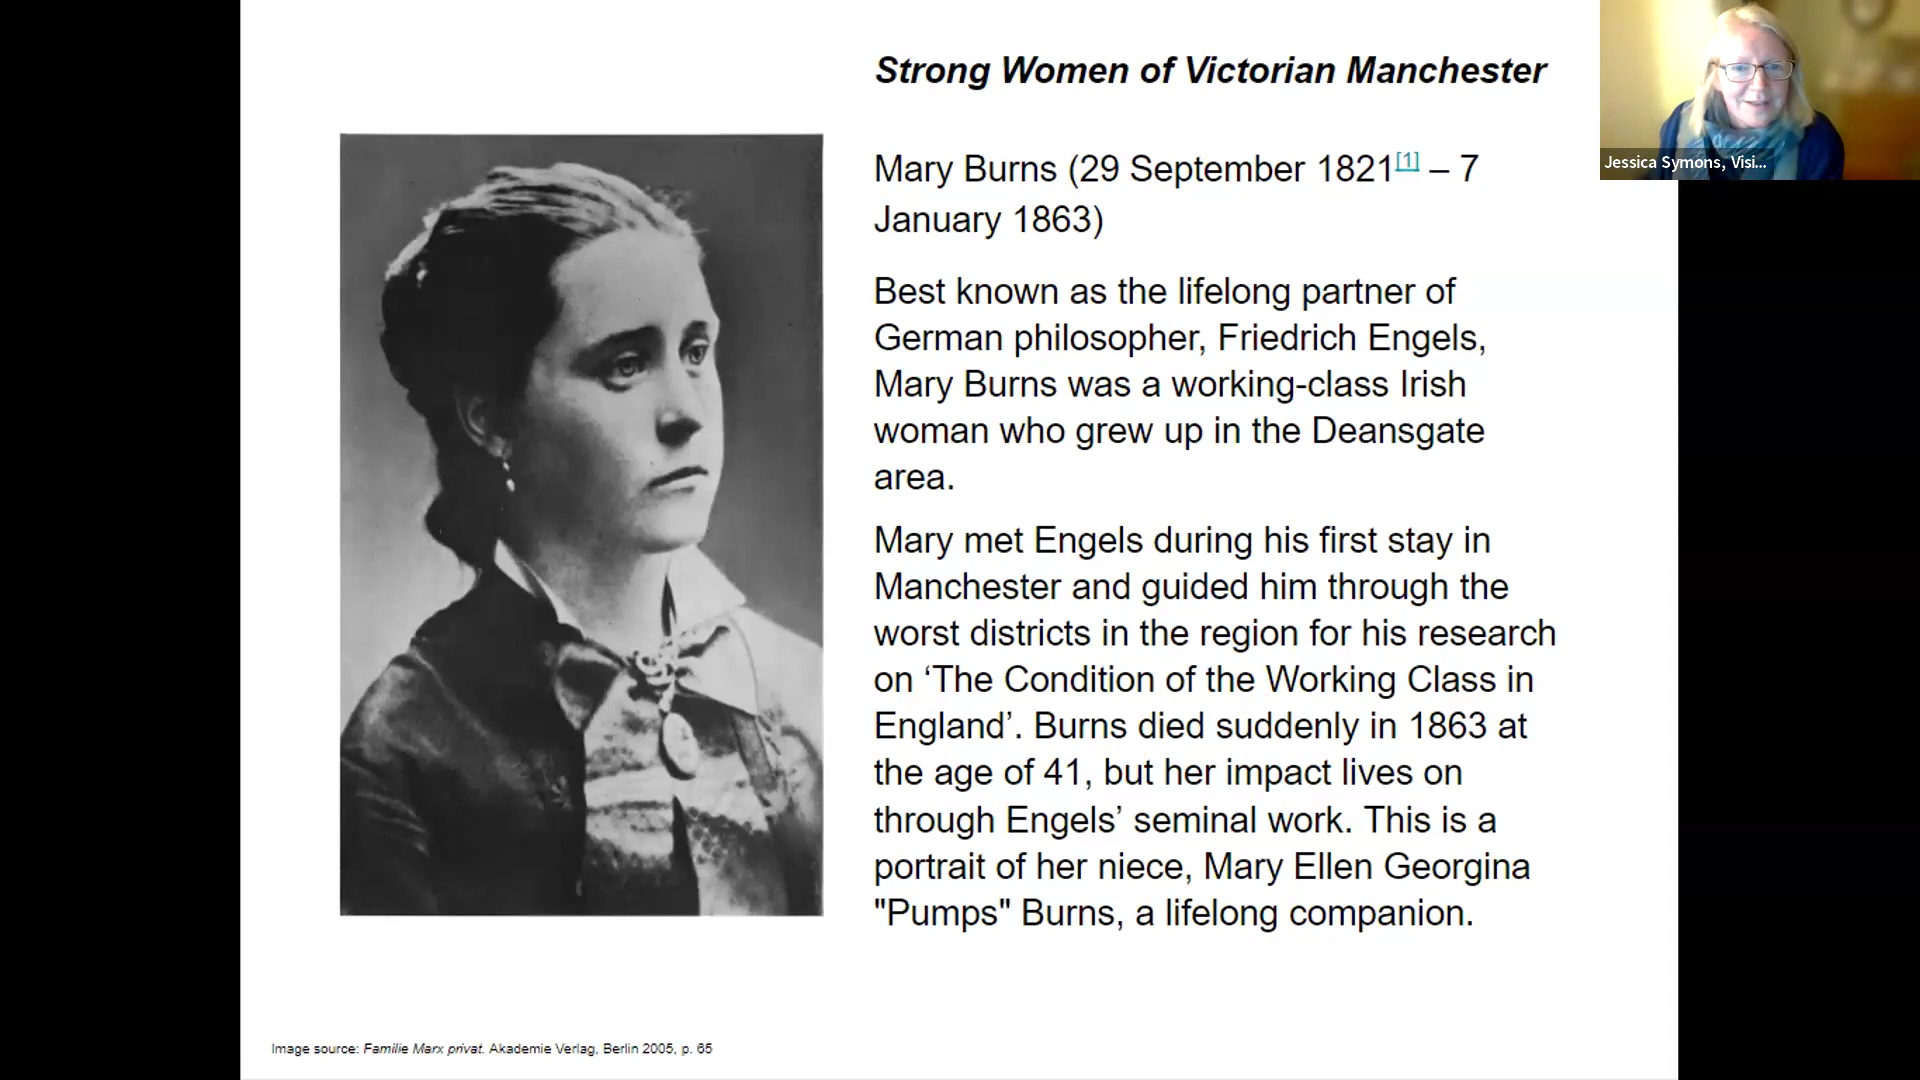 Strong Women of Victorian Manchester
Mary Burns (29 September 1821[1] – 7
January 1863)
Best known as the lifelong partner of
German philosopher, Friedrich Engels,
Mary Burns was a working-class Irish
woman who grew up in the Deansgate
area.
Mary met Engels during his first stay in
Manchester and guided him through the
worst districts in the region for his research
on ‘The Condition of the Working Class in
England’. Burns died suddenly in 1863 at
the age of 41, but her impact lives on
through Engels’ seminal work. This is a
portrait of her niece, Mary Ellen Georgina
"Pumps" Burns, a lifelong companion.
Image source: Familie Marx privat. Akademie Verlag, Berlin 2005, p. 65
Jessica Symons, Visi...